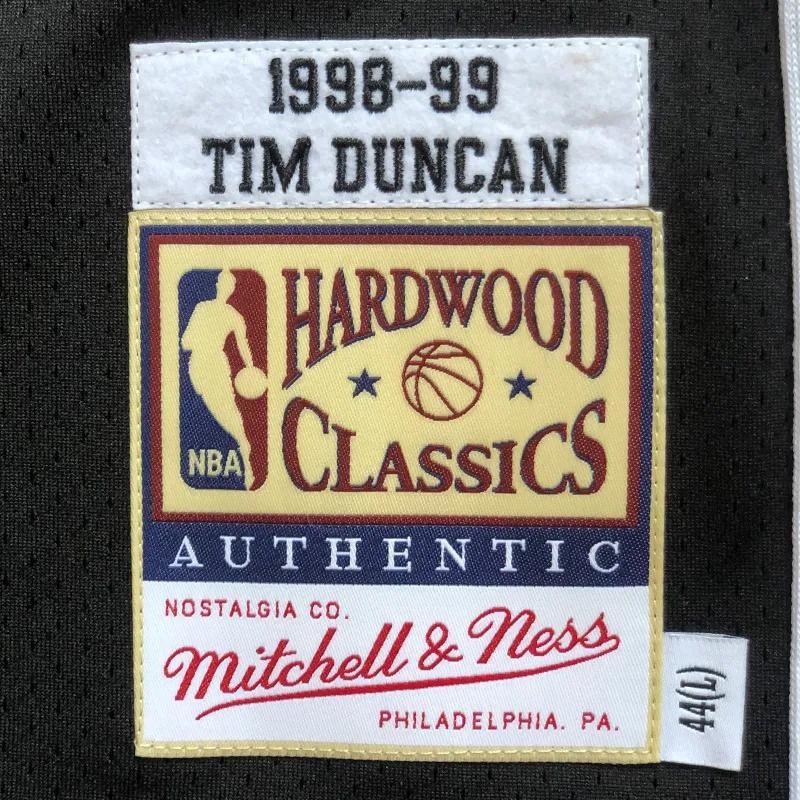 1998-99
TIM DUNCAN
HARDWOOD
CLASSICS
NBA
AUTHENTIC
NOSTALGIA CO.
Mitchell & Ness
PHILADELPHIA. PA.
44(L)